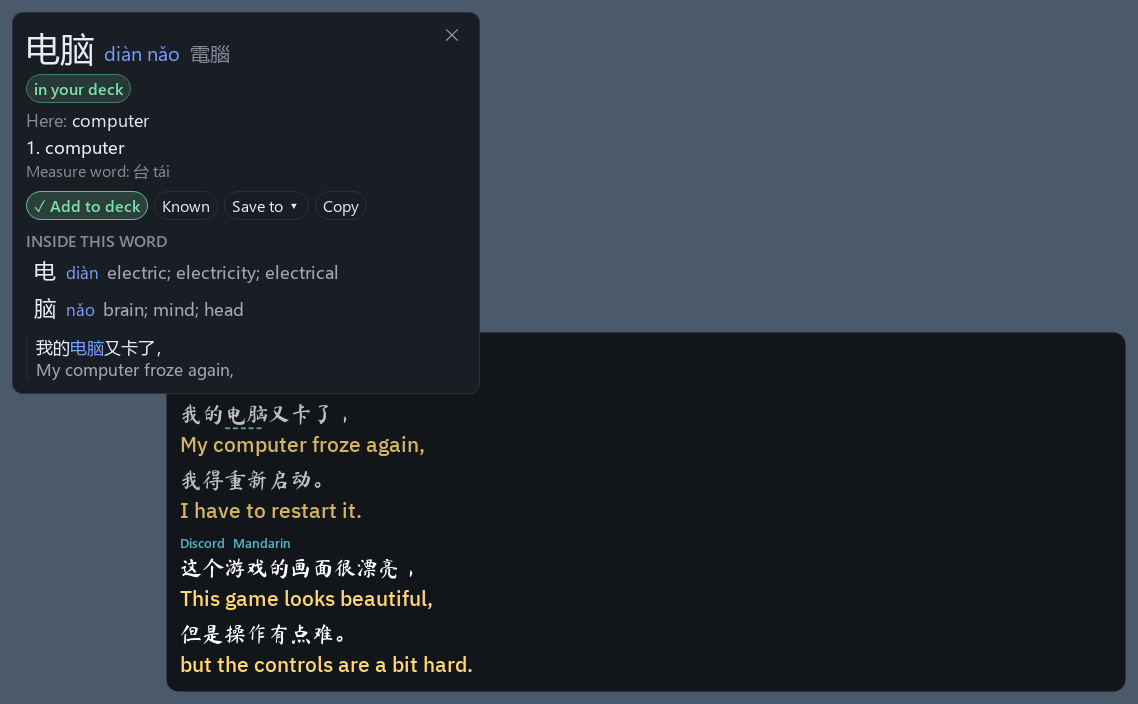 电脑 diàn nǎo 電腦
in your deck
Here: computer
1. computer
Measure word: 台 tái
✓ Add to deck Known Save to ▾ Copy
INSIDE THIS WORD
电 diàn electric; electricity; electrical
脑 nǎo brain; mind; head
我的电脑又卡了，
My computer froze again,
我的电脑又卡了，
My computer froze again,
我得重新启动。
I have to restart it.
Discord Mandarin
这个游戏的画面很漂亮，
This game looks beautiful,
但是操作有点难。
but the controls are a bit hard.